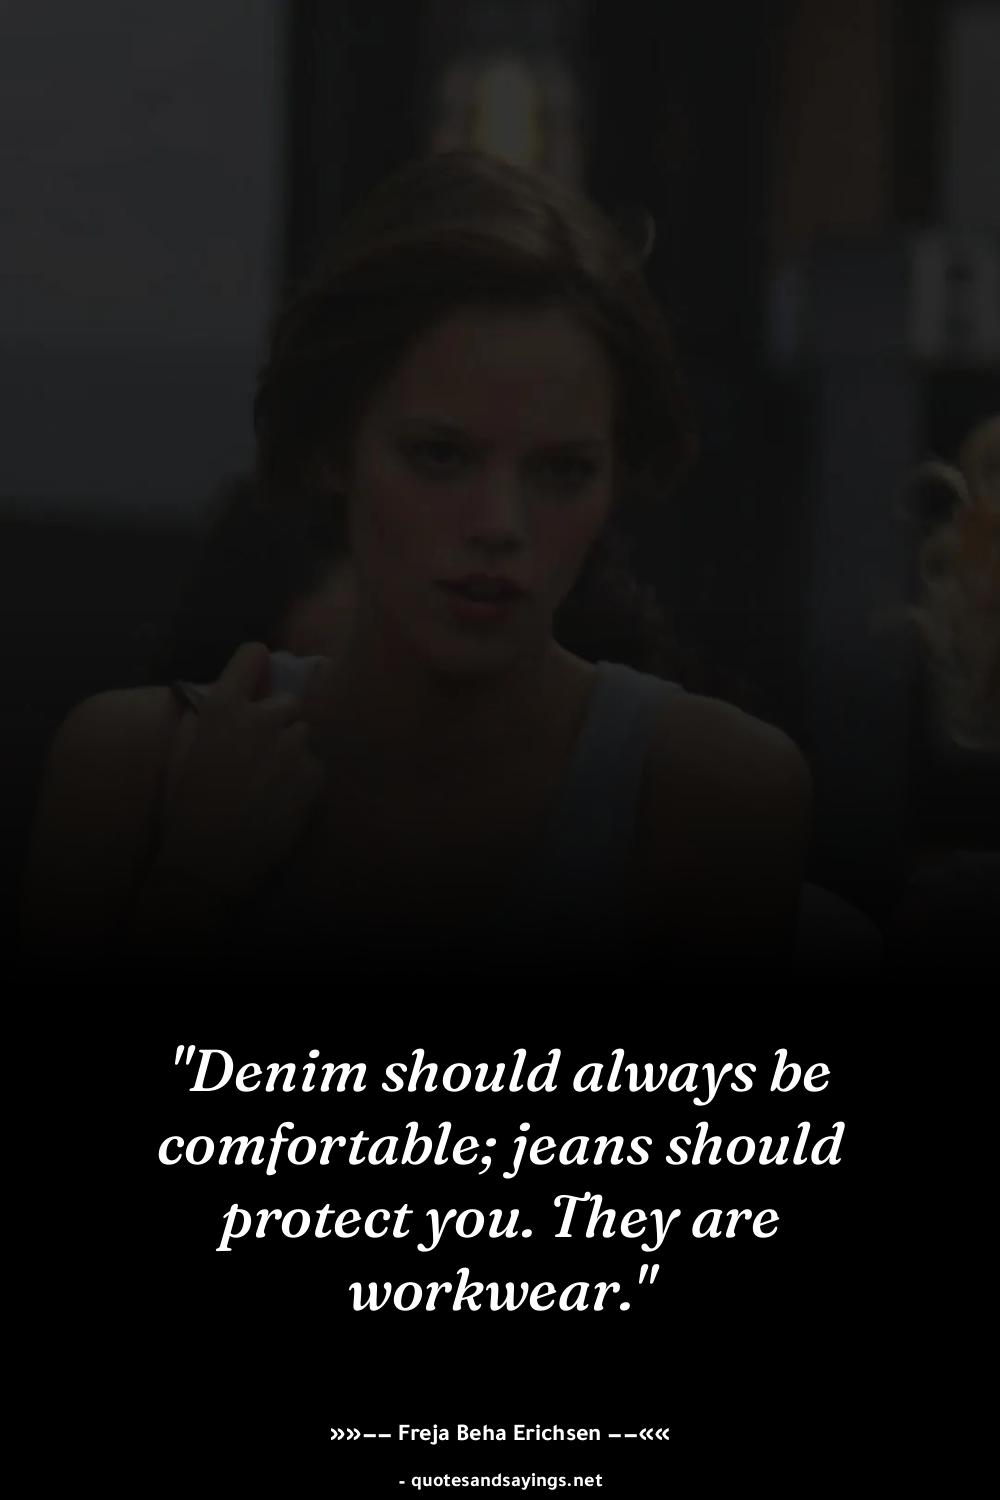 "Denim should always be
comfortable; jeans should
protect you. They are
workwear."
»»−− Freja Beha Erichsen −−««
- quotesandsayings.net